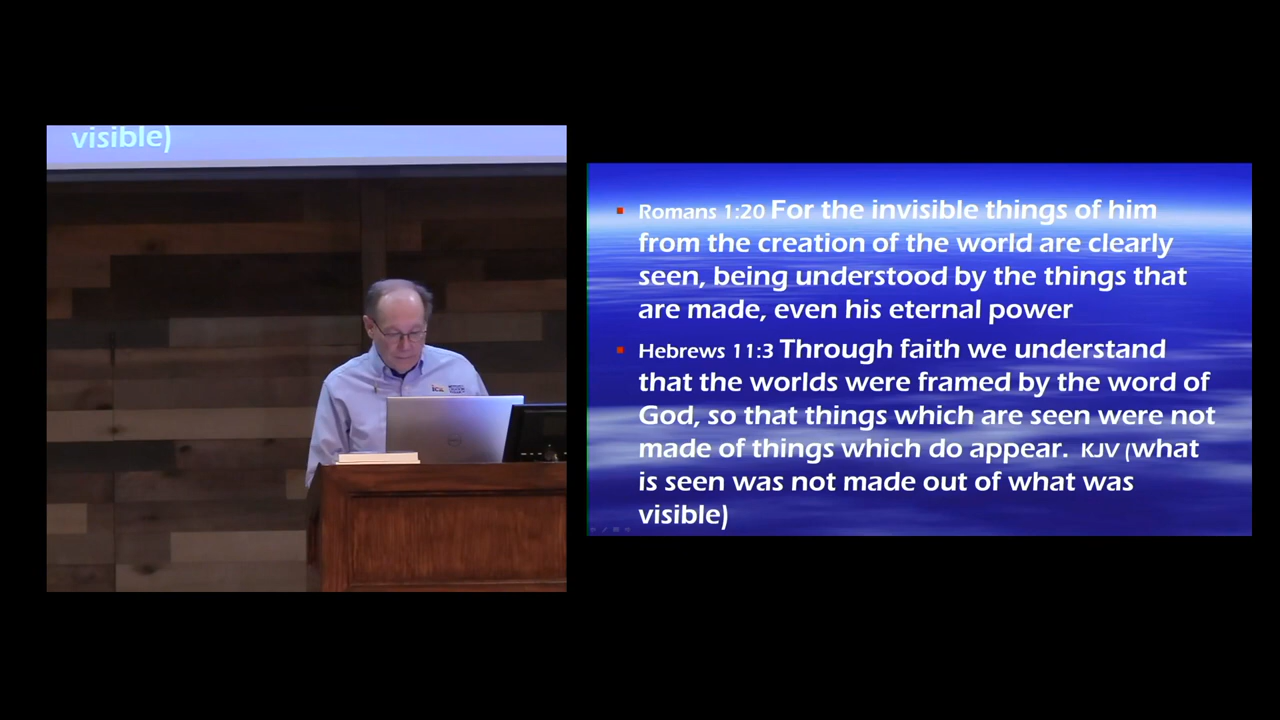 visible)
icr
DELL
Romans 1:20 For the invisible things of him
from the creation of the world are clearly
seen, being understood by the things that
are made, even his eternal power
Hebrews 11:3 Through faith we understand
that the worlds were framed by the word of
God, so that things which are seen were not
made of things which do appear. KJV (what
is seen was not made out of what was
visible)